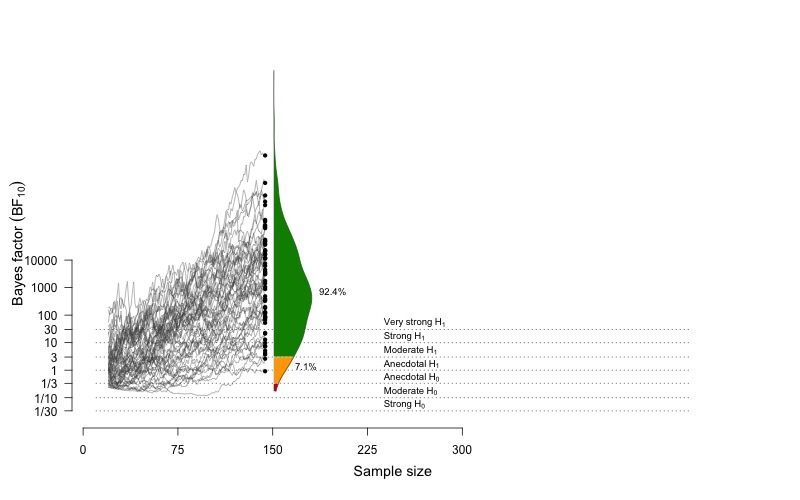 Bayes factor (BF10)
10000
1000
100
30
10
3
1
1/3
1/10
1/30
92.4%
7.1%
Very strong H1
Strong H1
Moderate H1
Anecdotal H1
Anecdotal H0
Moderate H0
Strong H0
0 75 150 225 300
Sample size